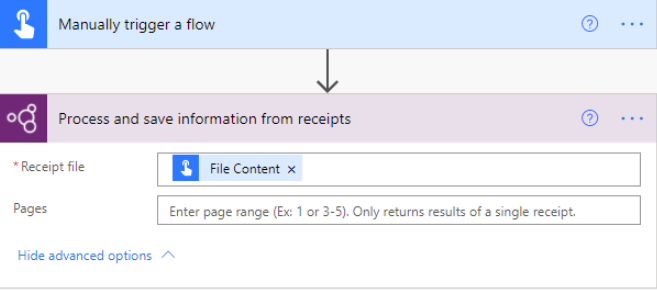 Manually trigger a flow
Process and save information from receipts
* Receipt file
File Content ×
Pages
Enter page range (Ex: 1 or 3-5). Only returns results of a single receipt.
Hide advanced options